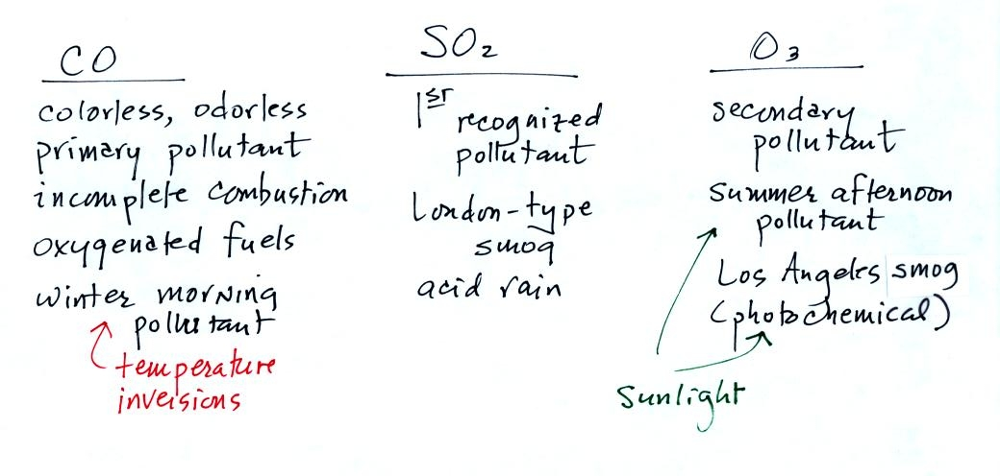 CO
colorless, odorless
primary pollutant
incomplete combustion
oxygenated fuels
winter morning
pollutant
temperature
inversions
SO₂
1st
recognized
pollutant
London-type
smog
acid rain
O₃
secondary
pollutant
summer afternoon
pollutant
Los Angeles smog
(photochemical)
sunlight